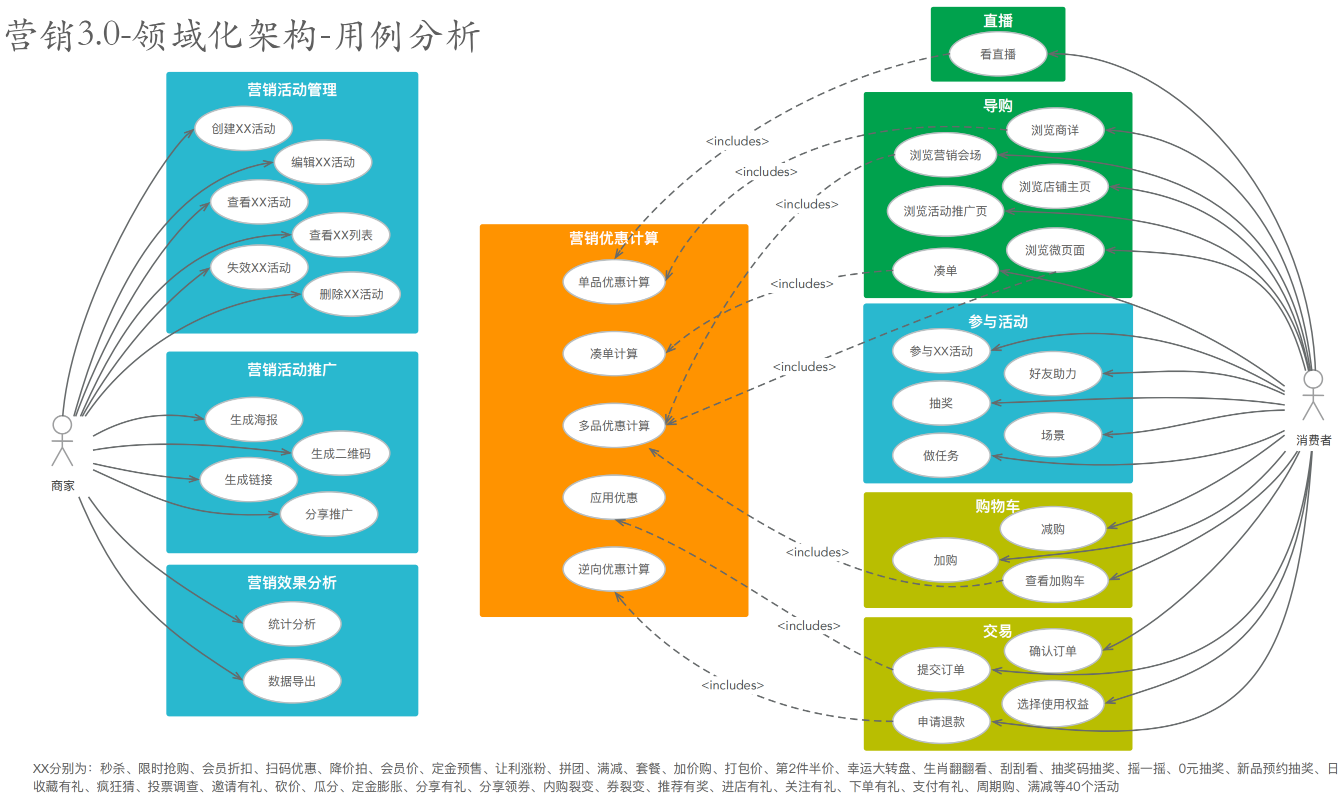 营销3.0-领域化架构-用例分析
营销活动管理
创建XX活动
编辑XX活动
查看XX活动
查看XX列表
失效XX活动
删除XX活动
营销活动推广
生成海报
生成二维码
生成链接
分享推广
营销效果分析
统计分析
数据导出
商家
营销优惠计算
单品优惠计算
凑单计算
多品优惠计算
应用优惠
逆向优惠计算
<includes>
<includes>
<includes>
<includes>
<includes>
<includes>
<includes>
<includes>
直播
看直播
导购
浏览商详
浏览营销会场
浏览店铺主页
浏览活动推广页
浏览微页面
凑单
参与活动
参与XX活动
好友助力
抽奖
场景
做任务
购物车
减购
加购
查看加购车
交易
确认订单
提交订单
选择使用权益
申请退款
消费者
XX分别为：秒杀、限时抢购、会员折扣、扫码优惠、降价拍、会员价、定金预售、让利涨粉、拼团、满减、套餐、加价购、打包价、第2件半价、幸运大转盘、生肖翻翻看、刮刮看、抽奖码抽奖、摇一摇、0元抽奖、新品预约抽奖、日
收藏有礼、疯狂猜、投票调查、邀请有礼、砍价、瓜分、定金膨胀、分享有礼、分享领券、内购裂变、券裂变、推荐有奖、进店有礼、关注有礼、下单有礼、支付有礼、周期购、满减等40个活动